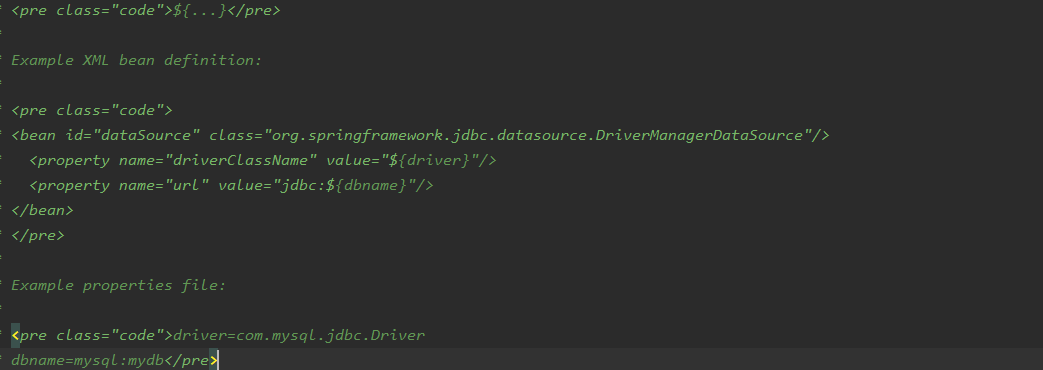 * <pre class="code">${...}</pre>
*
* Example XML bean definition:
*
* <pre class="code">
* <bean id="dataSource" class="org.springframework.jdbc.datasource.DriverManagerDataSource"/>
*   <property name="driverClassName" value="${driver}"/>
*   <property name="url" value="jdbc:${dbname}"/>
* </bean>
* </pre>
*
* Example properties file:
*
* <pre class="code">driver=com.mysql.jdbc.Driver
* dbname=mysql:mydb</pre>